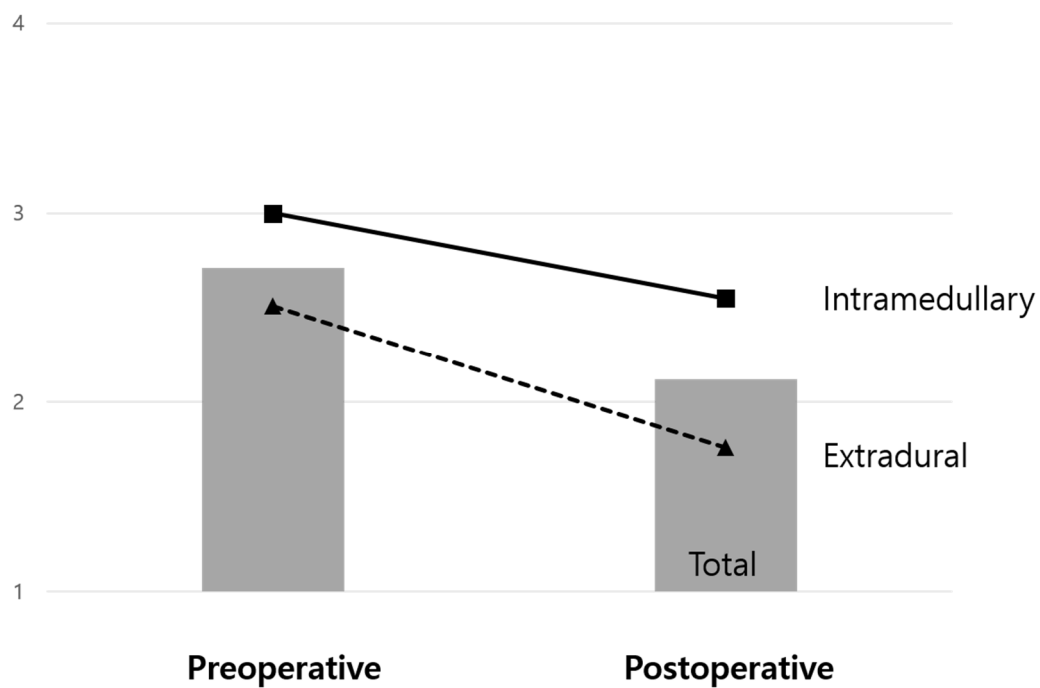 4
3
Intramedullary
2
Extradural
Total
1
Preoperative Postoperative